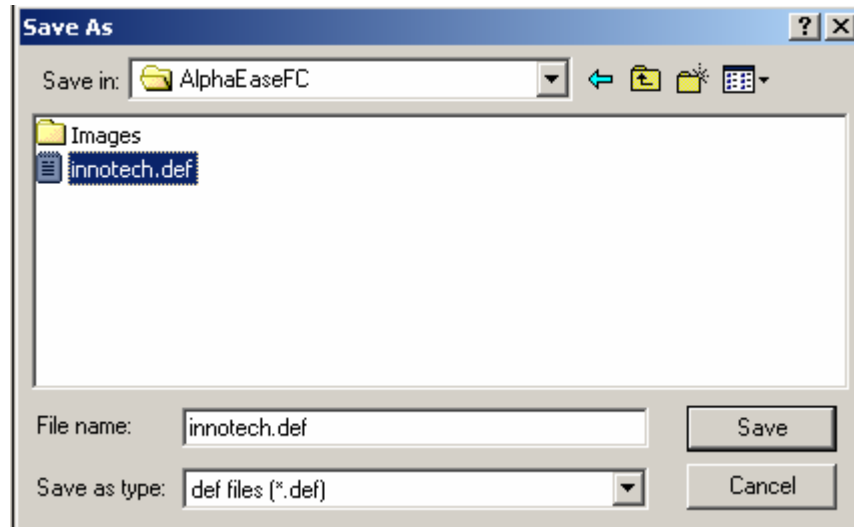 Save As
Save in: AlphaEaseFC
Images
innotech.def
File name: innotech.def Save
Save as type: def files (*.def) Cancel